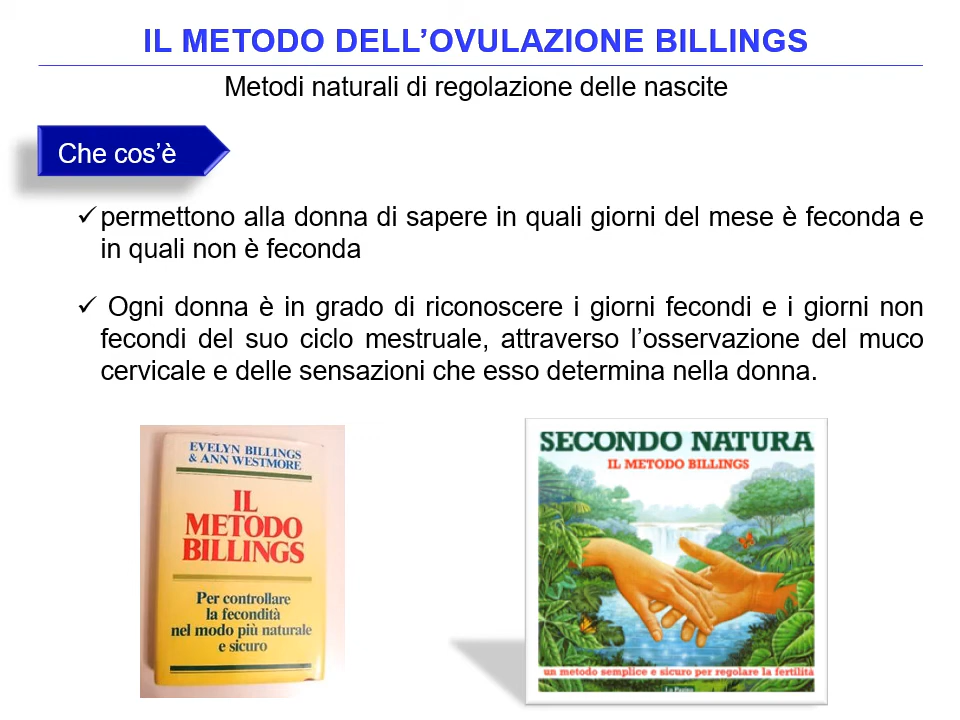 IL METODO DELL’OVULAZIONE BILLINGS
Metodi naturali di regolazione delle nascite
Che cos’è
✓ permettono alla donna di sapere in quali giorni del mese è feconda e
in quali non è feconda
✓ Ogni donna è in grado di riconoscere i giorni fecondi e i giorni non
fecondi del suo ciclo mestruale, attraverso l’osservazione del muco
cervicale e delle sensazioni che esso determina nella donna.
EVELYN BILLINGS
& ANN WESTMORE
IL
METODO
BILLINGS
Per controllare
la fecondità
nel modo più naturale
e sicuro
SECONDO NATURA
IL METODO BILLINGS
un metodo semplice e sicuro per regolare la fertilità